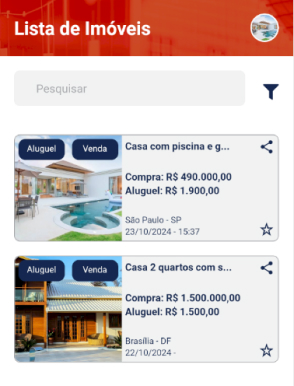 Lista de Imóveis
Pesquisar
Aluguel
Venda
Casa com piscina e g...
Compra: R$ 490.000,00
Aluguel: R$ 1.900,00
São Paulo - SP
23/10/2024 - 15:37
Aluguel
Venda
Casa 2 quartos com s...
Compra: R$ 1.500.000,00
Aluguel: R$ 1.500,00
Brasília - DF
22/10/2024 -